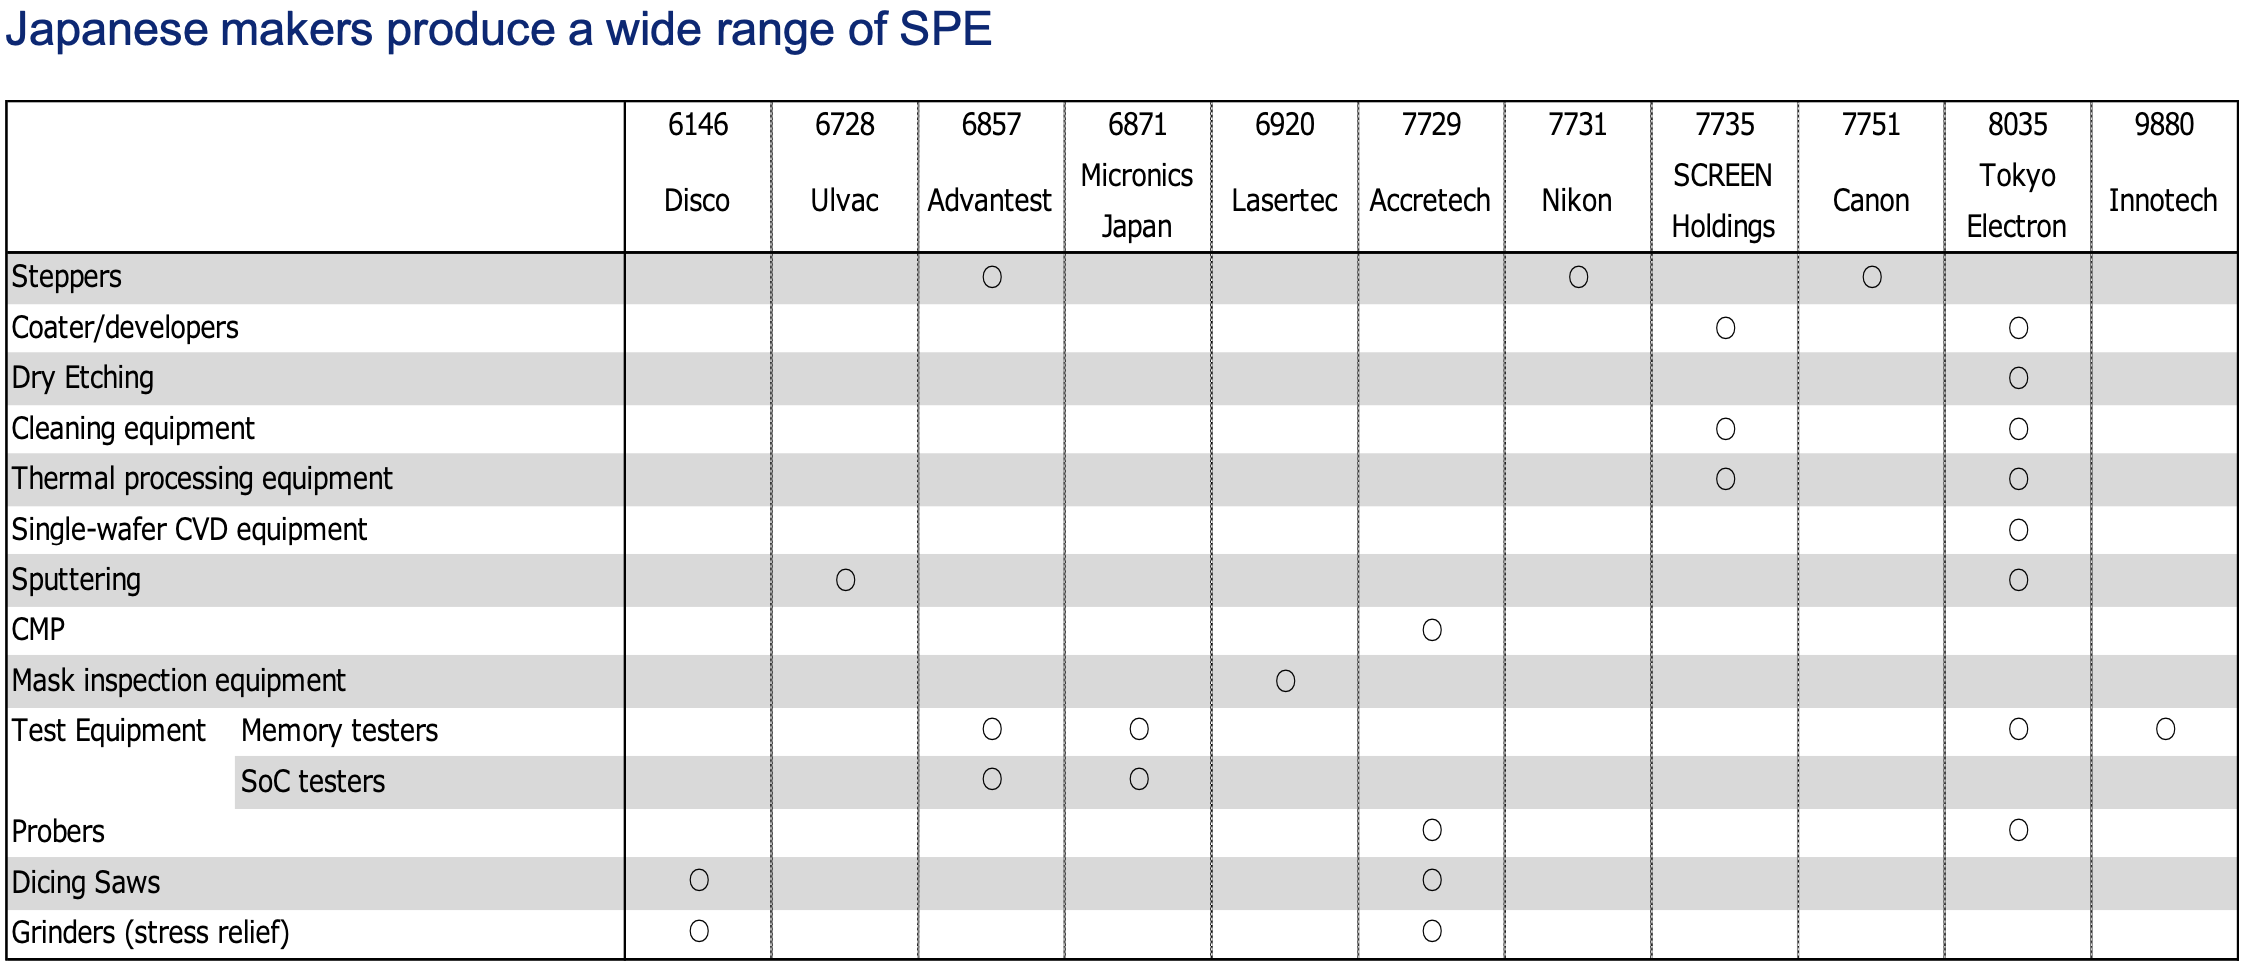 Japanese makers produce a wide range of SPE
6146 6728 6857 6871 6920 7729 7731 7735 7751 8035 9880
Disco Ulvac Advantest Micronics Japan Lasertec Accretech Nikon SCREEN Holdings Canon Tokyo Electron Innotech
Steppers ○ ○ ○
Coater/developers ○ ○
Dry Etching ○
Cleaning equipment ○ ○
Thermal processing equipment ○ ○
Single-wafer CVD equipment ○
Sputtering ○ ○
CMP ○
Mask inspection equipment ○
Test Equipment Memory testers ○ ○ ○ ○
SoC testers ○ ○
Probers ○ ○
Dicing Saws ○ ○
Grinders (stress relief) ○ ○